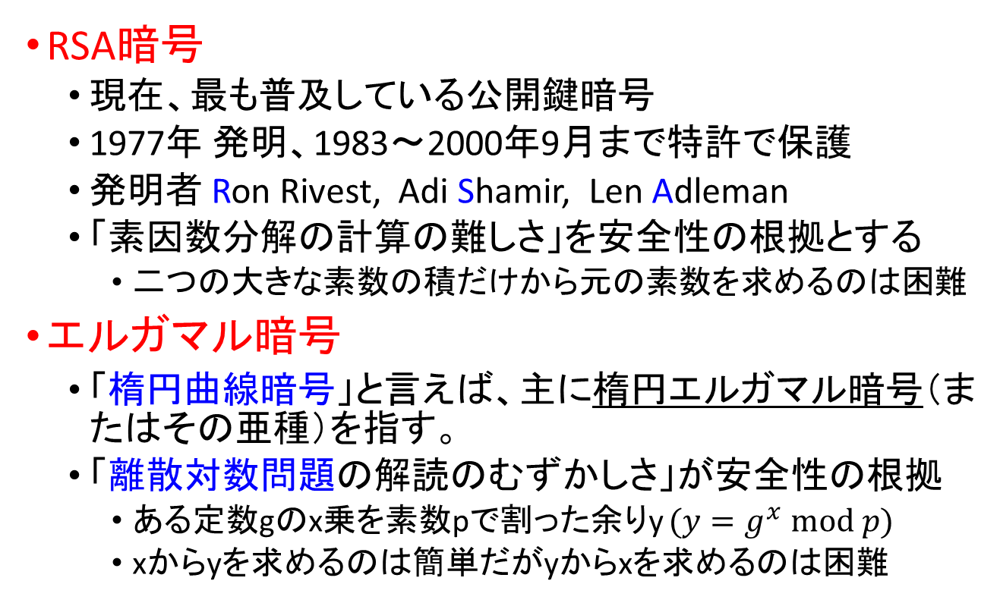 • RSA暗号
• 現在、最も普及している公開鍵暗号
• 1977年 発明、1983～2000年9月まで特許で保護
• 発明者 Ron Rivest, Adi Shamir, Len Adleman
• 「素因数分解の計算の難しさ」を安全性の根拠とする
• 二つの大きな素数の積だけから元の素数を求めるのは困難
• エルガマル暗号
• 「楕円曲線暗号」と言えば、主に楕円エルガマル暗号（ま
たはその亜種）を指す。
• 「離散対数問題の解読のむずかしさ」が安全性の根拠
• ある定数gのx乗を素数pで割った余りy (y = g^x mod p)
• xからyを求めるのは簡単だがyからxを求めるのは困難